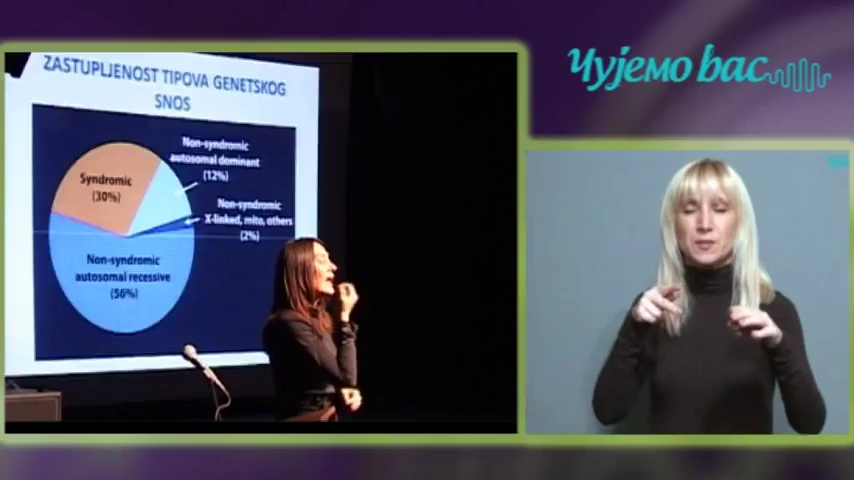 Чујемо вас
ZASTUPLJENOST TIPOVA GENETSKOG
SNOS
Non-syndromic
autosomal dominant
(12%)
Syndromic
(30%)
Non-syndromic
X-linked, mito, others
(2%)
Non-syndromic
autosomal recessive
(56%)